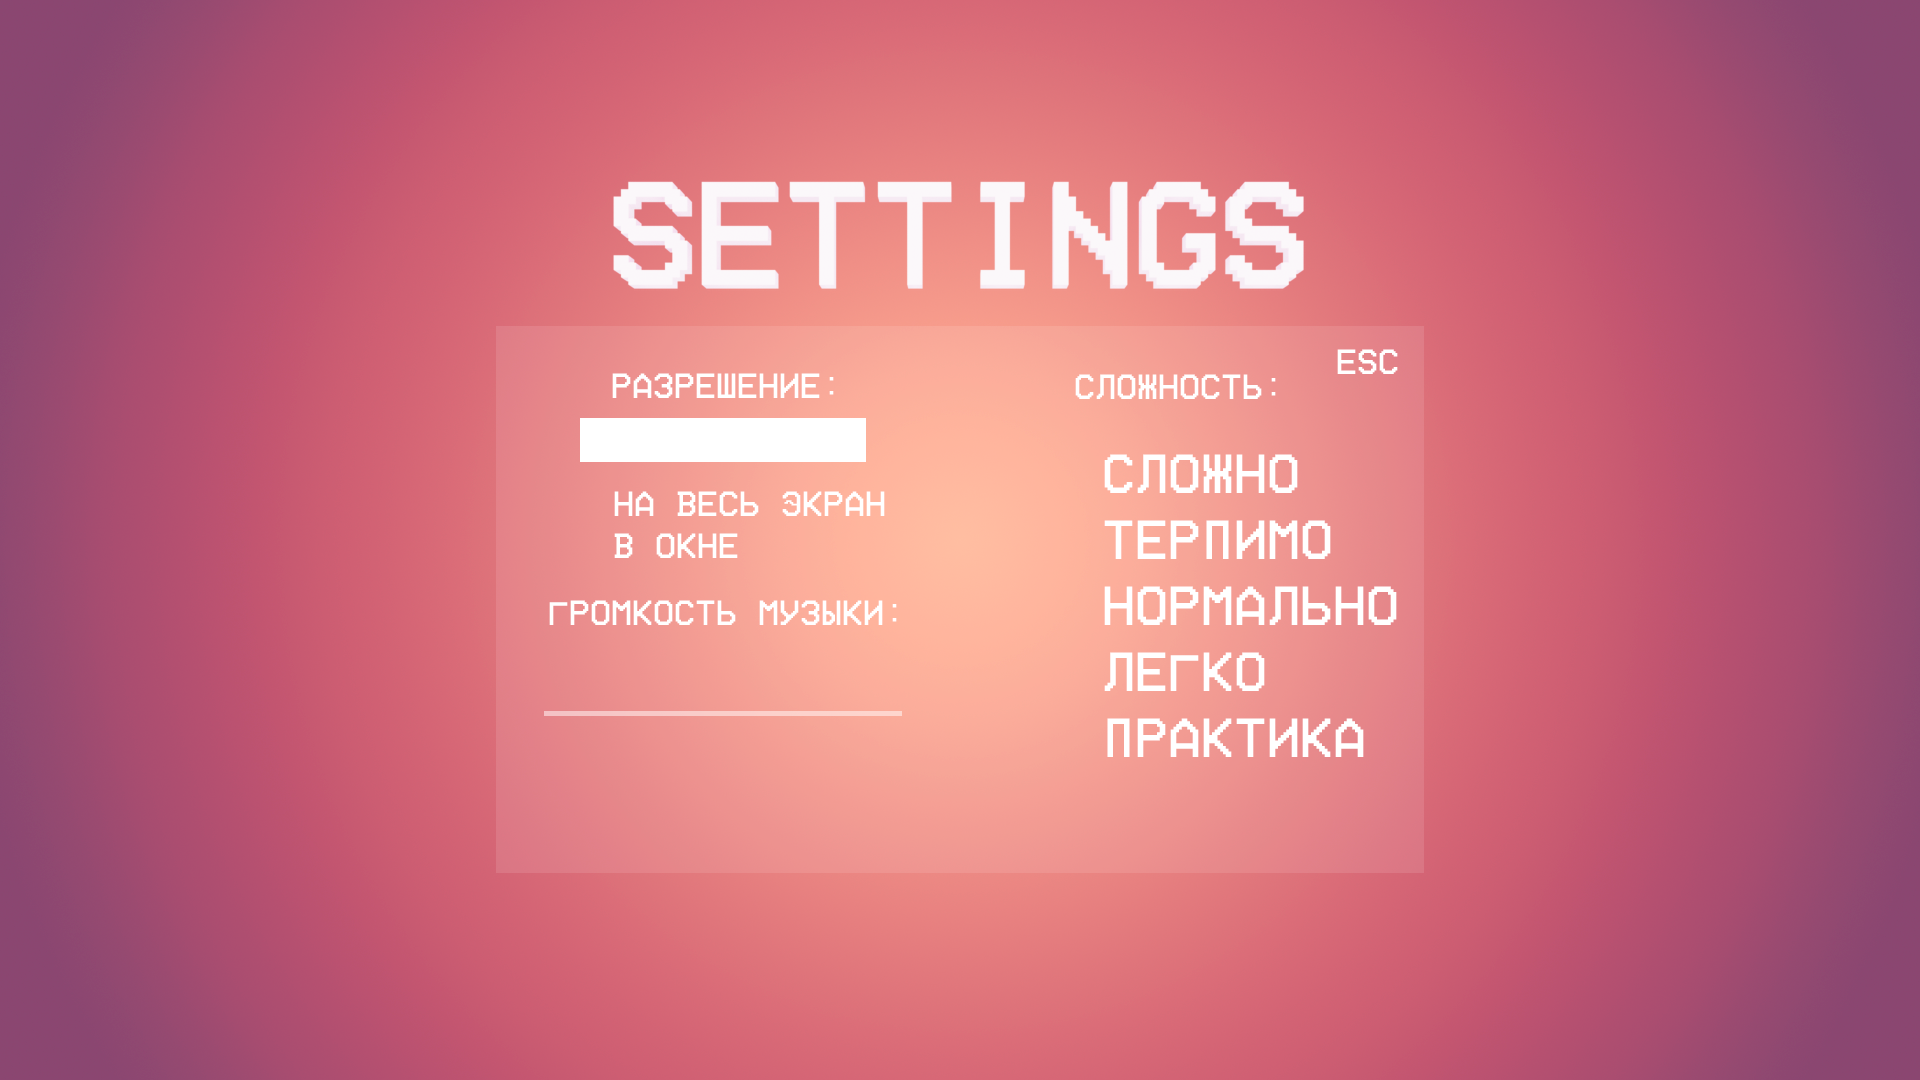 SETTINGS
ESC
РАЗРЕШЕНИЕ:
НА ВЕСЬ ЭКРАН
В ОКНЕ
ГРОМКОСТЬ МУЗЫКИ:
СЛОЖНОСТЬ:
СЛОЖНО
ТЕРПИМО
НОРМАЛЬНО
ЛЕГКО
ПРАКТИКА